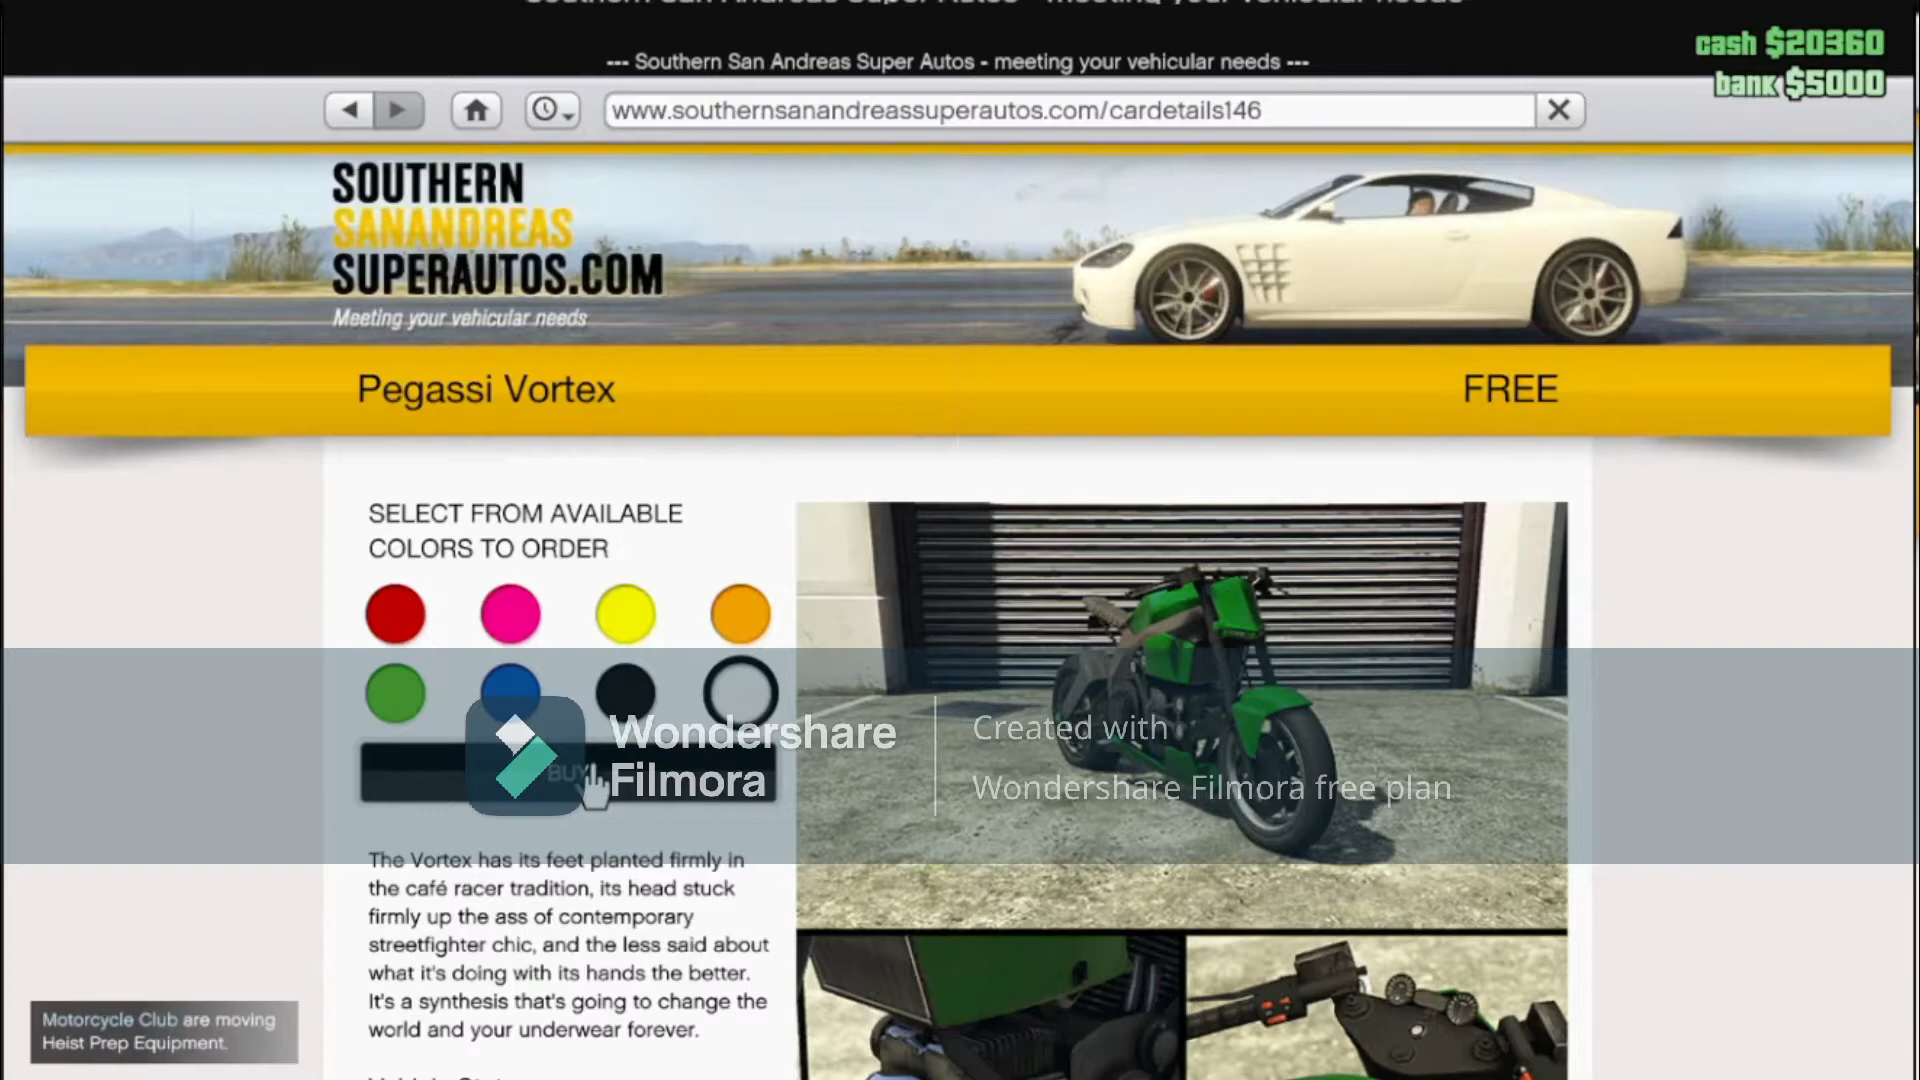 --- Southern San Andreas Super Autos - meeting your vehicular needs ---
cash $20360
bank $5000
www.southernsanandreassuperautos.com/cardetails146
SOUTHERN
SANANDREAS
SUPERAUTOS.COM
Meeting your vehicular needs
Pegassi Vortex
FREE
SELECT FROM AVAILABLE
COLORS TO ORDER
BUY
Wondershare
Filmora
Created with
Wondershare Filmora free plan
The Vortex has its feet planted firmly in
the café racer tradition, its head stuck
firmly up the ass of contemporary
streetfighter chic, and the less said about
what it's doing with its hands the better.
It's a synthesis that's going to change the
world and your underwear forever.
Motorcycle Club are moving
Heist Prep Equipment.